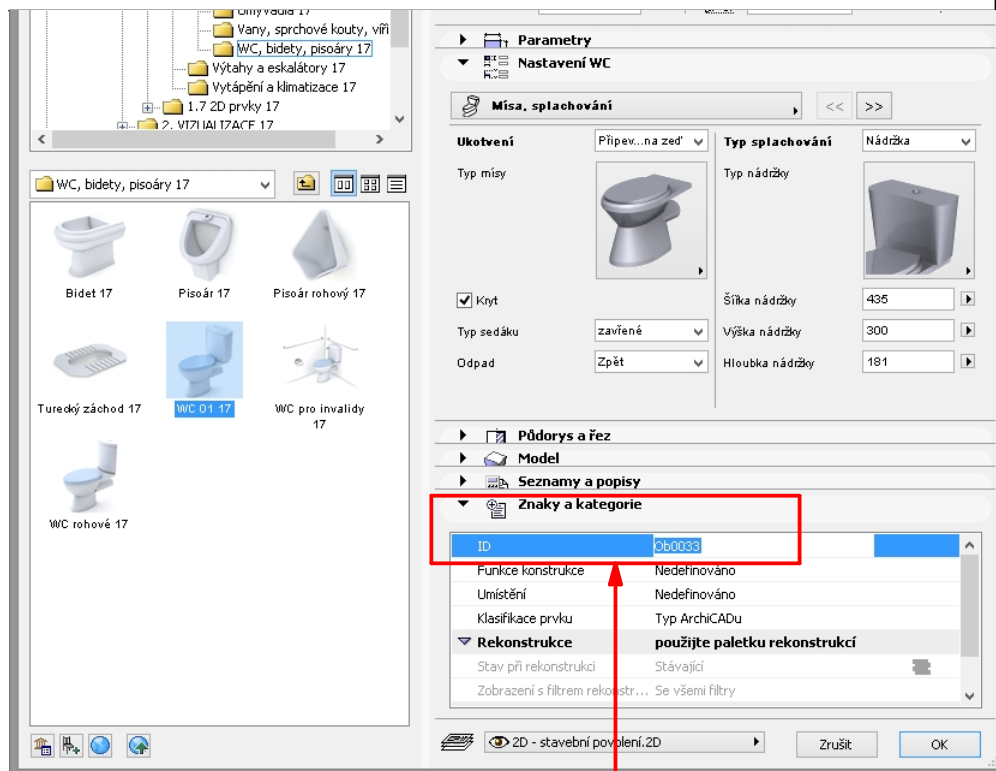 Umyvadla 17
Vany, sprchové kouty, víři
WC, bidety, pisoáry 17
Výtahy a eskalátory 17
Vytápění a klimatizace 17
1.7 2D prvky 17
2. VIZUALIZACE 17
WC, bidety, pisoáry 17
Bidet 17
Pisoár 17
Pisoár rohový 17
Turecký záchod 17
WC 01 17
WC pro invalidy
17
WC rohové 17
Parametry
Nastavení WC
Mísa, splachování
<<
>>
Ukotvení
Připev...na zeď
Typ splachování
Nádržka
Typ mísy
Typ nádržky
Kryt
Šířka nádržky
435
Typ sedáku
zavřené
Výška nádržky
300
Odpad
Zpět
Hloubka nádržky
181
Půdorys a řez
Model
Seznamy a popisy
Znaky a kategorie
ID
Ob0033
Funkce konstrukce
Nedefinováno
Umístění
Nedefinováno
Klasifikace prvku
Typ ArchiCADu
Rekonstrukce
použijte paletku rekonstrukcí
Stav při rekonstrukci
Stávající
Zobrazení s filtrem rekonstr...
Se všemi filtry
2D - stavební povolení.2D
Zrušit
OK